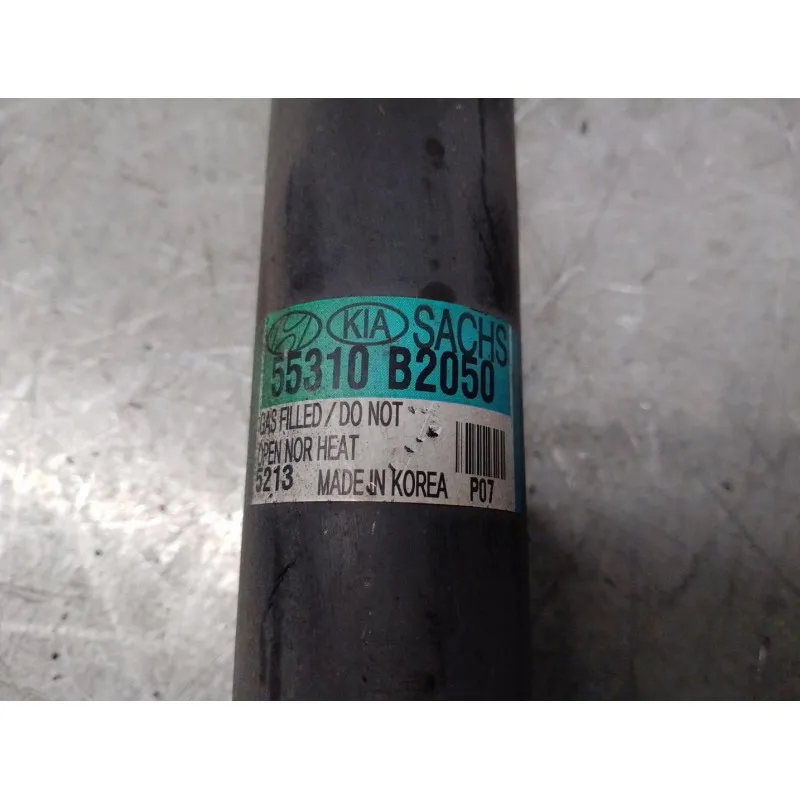 KIA SACHS
55310 B2050
GAS FILLED / DO NOT
OPEN NOR HEAT
5213 MADE IN KOREA P07